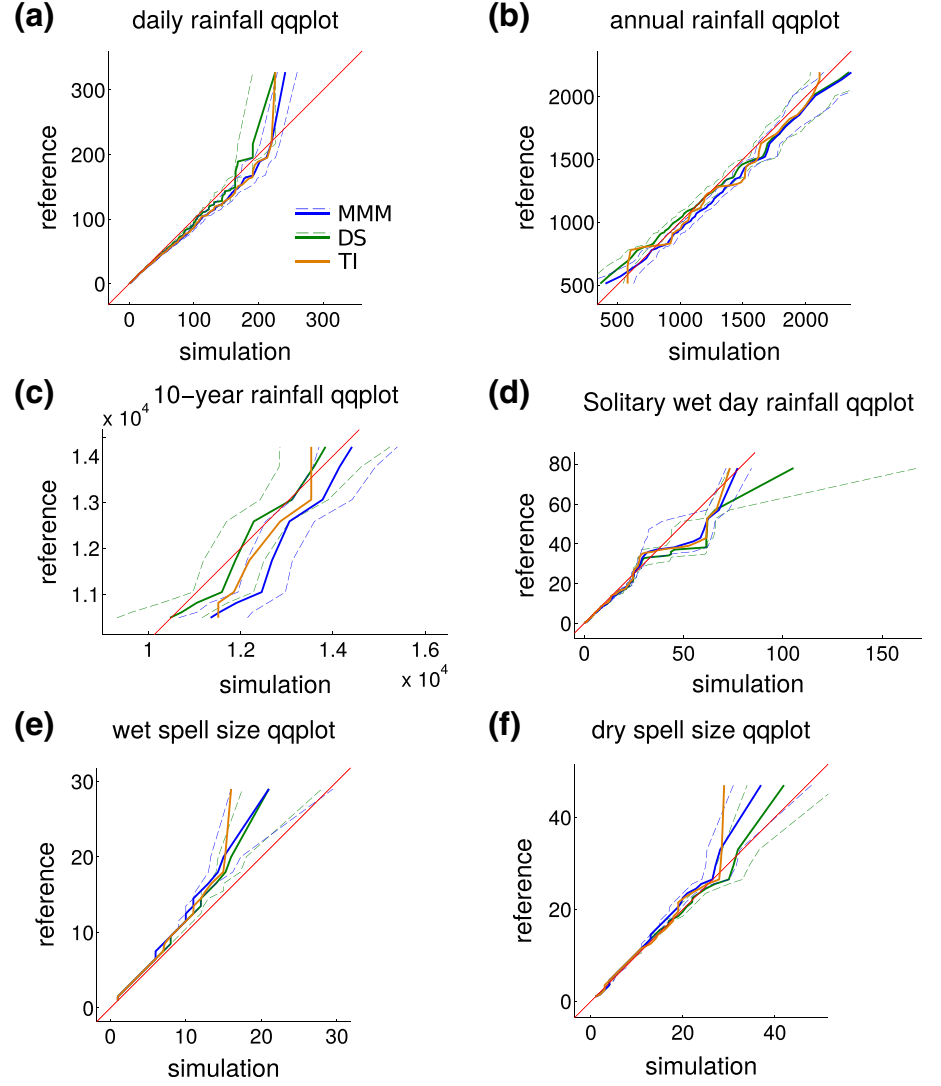 (a)
daily rainfall qqplot
300
200
100
0
reference
0 100 200 300
simulation
MMM
DS
TI
(b)
annual rainfall qqplot
2000
1500
1000
500
reference
500 1000 1500 2000
simulation
(c)
10−year rainfall qqplot
x 10^4
1.4
1.3
1.2
1.1
reference
1 1.2 1.4 1.6
x 10^4
simulation
(d)
Solitary wet day rainfall qqplot
80
60
40
20
0
reference
0 50 100 150
simulation
(e)
wet spell size qqplot
30
20
10
0
reference
0 10 20 30
simulation
(f)
dry spell size qqplot
40
20
0
reference
0 20 40
simulation